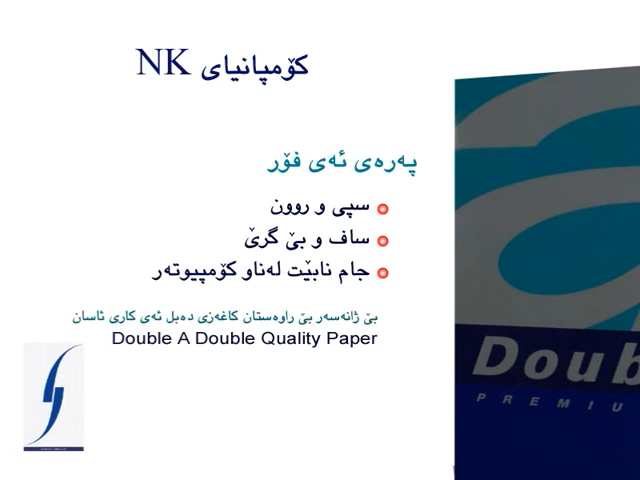 کۆمپانیای NK
پەرەی ئەی فۆر
سپی و روون
ساف و بێ گرێ
جام نابێت لەناو کۆمپیوتەر
بێ ژانەسەر بێ راوەستان کاغەزی دەبل ئەی کاری ئاسان
Double A Double Quality Paper
Doub
PREMIU